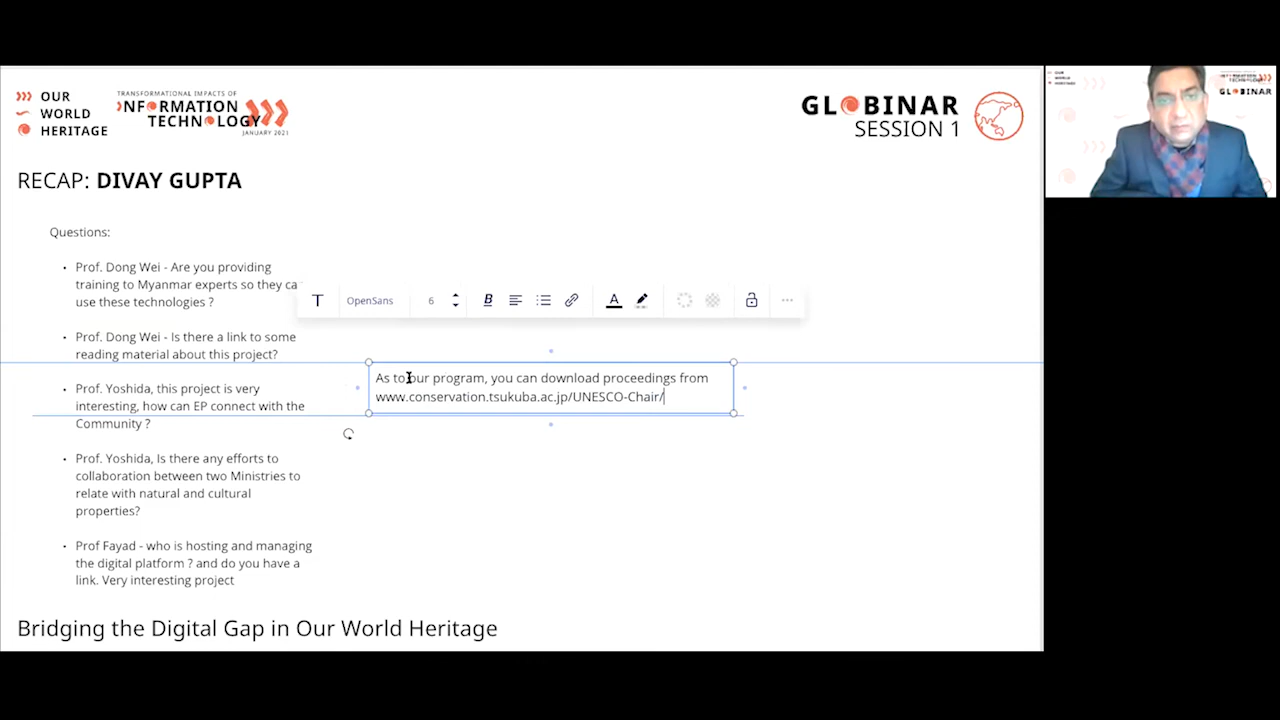 OUR
WORLD
HERITAGE
TRANSFORMATIONAL IMPACTS OF
INFORMATION
TECHNOLOGY
JANUARY 2021
GLOBINAR
SESSION 1
RECAP: DIVAY GUPTA
Questions:
• Prof. Dong Wei - Are you providing
training to Myanmar experts so they ca
use these technologies ?
• Prof. Dong Wei - Is there a link to some
reading material about this project?
• Prof. Yoshida, this project is very
interesting, how can EP connect with the
Community ?
• Prof. Yoshida, Is there any efforts to
collaboration between two Ministries to
relate with natural and cultural
properties?
• Prof Fayad - who is hosting and managing
the digital platform ? and do you have a
link. Very interesting project
T OpenSans 6 B A
As to our program, you can download proceedings from
www.conservation.tsukuba.ac.jp/UNESCO-Chair/
Bridging the Digital Gap in Our World Heritage
OUR
WORLD
HERITAGE
GLOBINAR